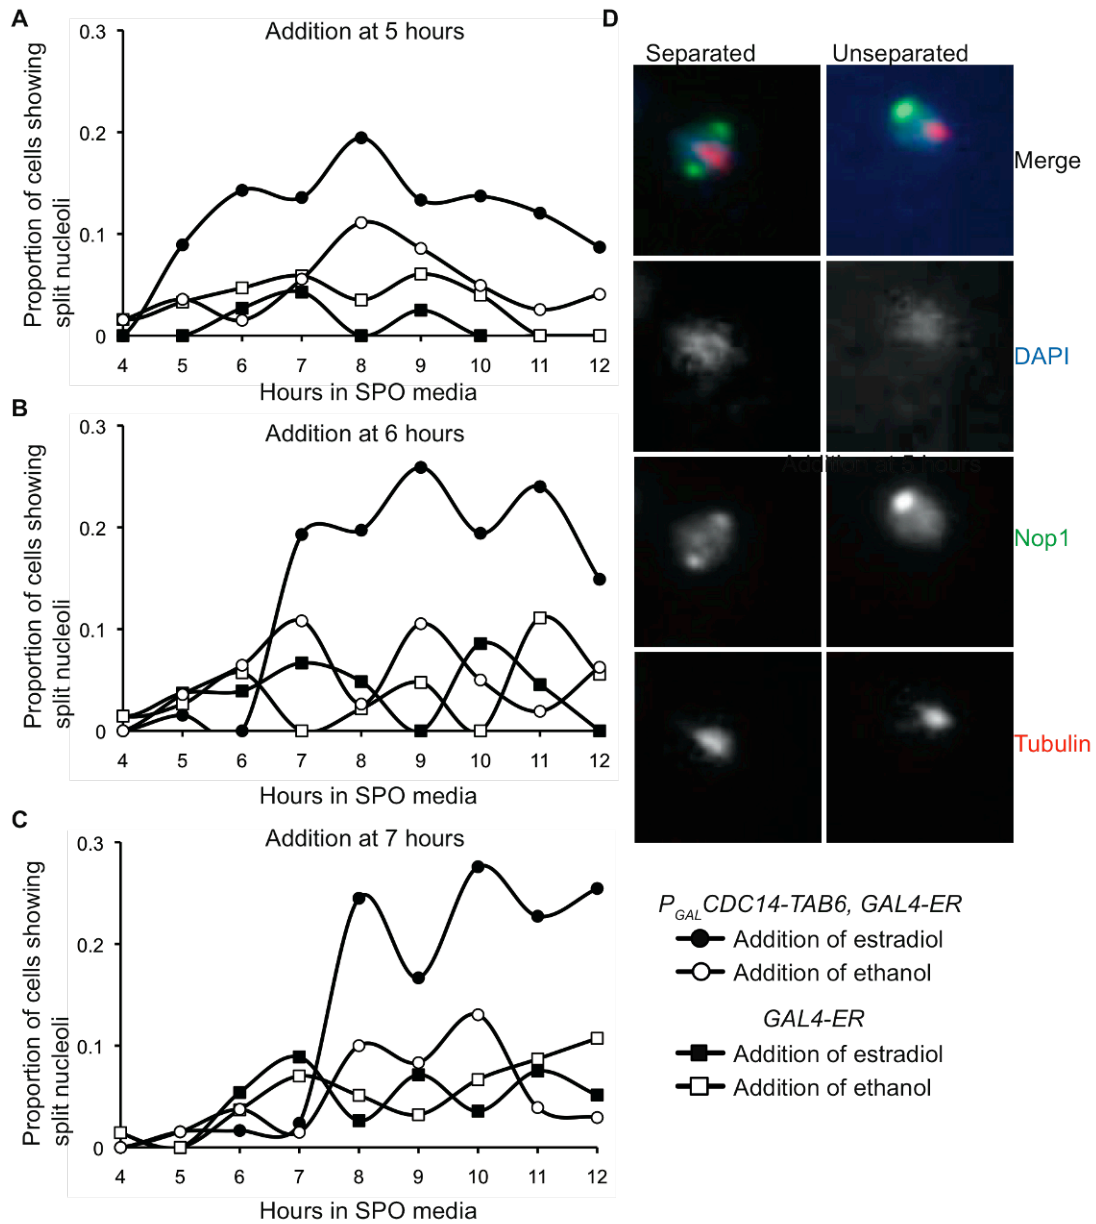 A
Addition at 5 hours
Proportion of cells showing
split nucleoli
0.3
0.2
0.1
0
4 5 6 7 8 9 10 11 12
Hours in SPO media
B
Addition at 6 hours
Proportion of cells showing
split nucleoli
0.3
0.2
0.1
0
4 5 6 7 8 9 10 11 12
Hours in SPO media
C
Addition at 7 hours
Proportion of cells showing
split nucleoli
0.3
0.2
0.1
0
4 5 6 7 8 9 10 11 12
Hours in SPO media
D
Separated Unseparated
Merge
DAPI
Addition at 5 hours
Nop1
Tubulin
PGALCDC14-TAB6, GAL4-ER
Addition of estradiol
Addition of ethanol
GAL4-ER
Addition of estradiol
Addition of ethanol